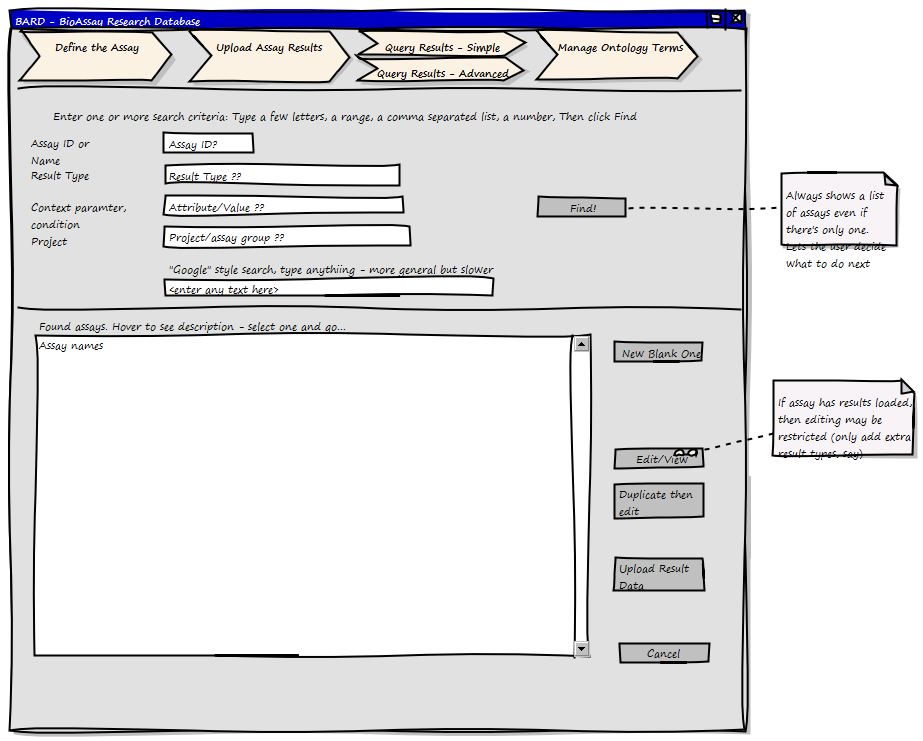 BARD - BioAssay Research Database
Define the Assay
Upload Assay Results
Query Results - Simple
Query Results - Advanced
Manage Ontology Terms
Enter one or more search criteria: Type a few letters, a range, a comma separated list, a number, Then click Find
Assay ID or
Name
Assay ID?
Result Type
Result Type ??
Context paramter,
condition
Attribute/Value ??
Project
Project/assay group ??
Find!
Always shows a list
of assays even if
there's only one.
Lets the user decide
what to do next
"Google" style search, type anythiing - more general but slower
<enter any text here>
Found assays. Hover to see description - select one and go...
Assay names
New Blank One
Edit/View
If assay has results loaded,
then editing may be
restricted (only add extra
result types, say)
Duplicate then
edit
Upload Result
Data
Cancel